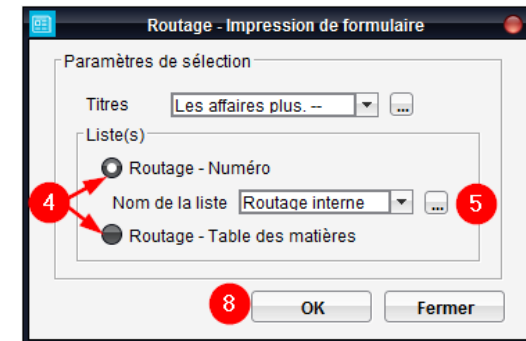 Routage - Impression de formulaire
Paramètres de sélection
Titres Les affaires plus. -- ...
Liste(s)
Routage - Numéro
4 Nom de la liste Routage interne ... 5
Routage - Table des matières
8 OK Fermer